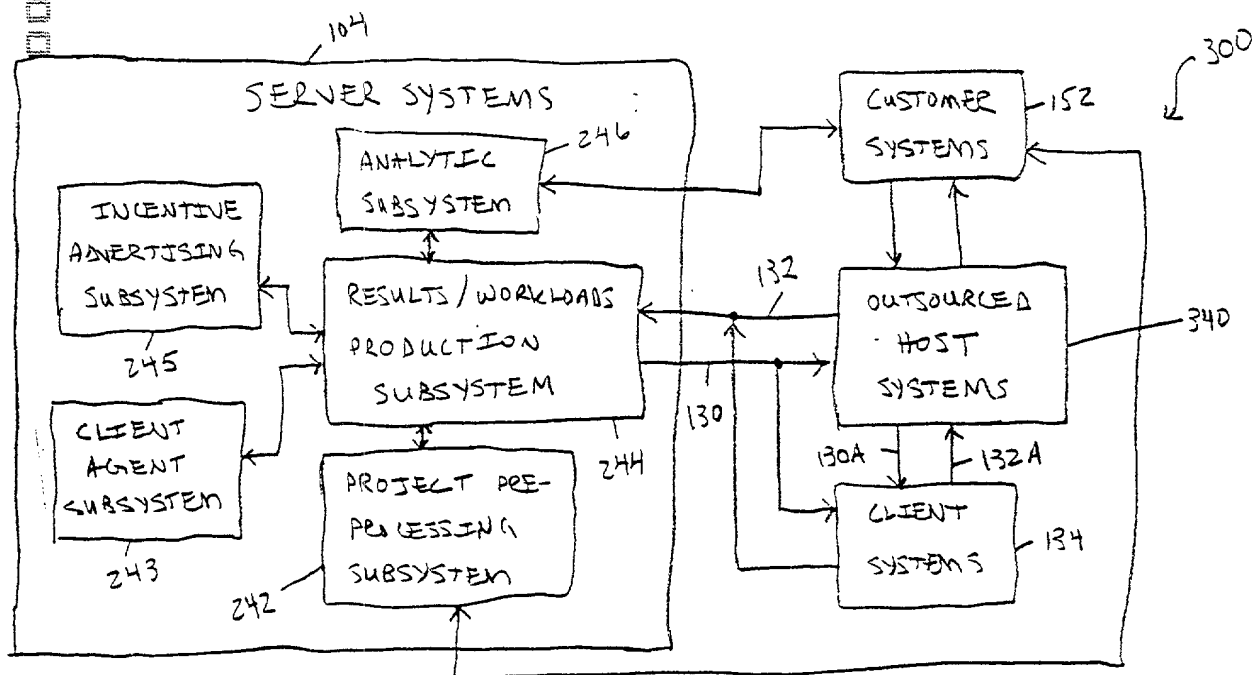 104
300
SERVER SYSTEMS
CUSTOMER
SYSTEMS
152
246
ANALYTIC
SUBSYSTEM
INCENTIVE
ADVERTISING
SUBSYSTEM
245
RESULTS/WORKLOADS
PRODUCTION
SUBSYSTEM
244
132
130
OUTSOURCED
HOST
SYSTEMS
340
CLIENT
AGENT
SUBSYSTEM
243
130A
132A
PROJECT PRE-
PROCESSING
SUBSYSTEM
242
CLIENT
SYSTEMS
134